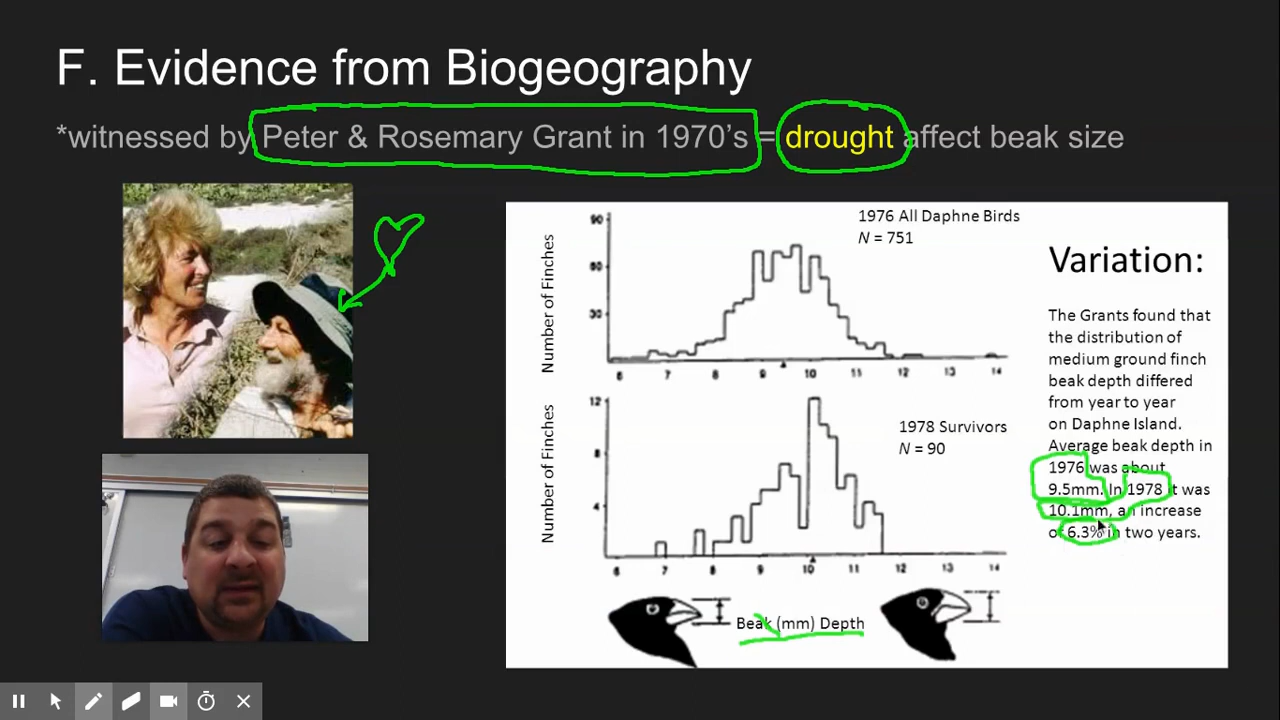 F. Evidence from Biogeography
*witnessed by Peter & Rosemary Grant in 1970's = drought affect beak size
90
60
30
Number of Finches
1976 All Daphne Birds
N = 751
6 7 8 9 10 11 12 13 14
12
8
4
Number of Finches
1978 Survivors
N = 90
6 7 8 9 10 11 12 13 14
Beak (mm) Depth
Variation:
The Grants found that
the distribution of
medium ground finch
beak depth differed
from year to year
on Daphne Island.
Average beak depth in
1976 was about
9.5mm. In 1978 it was
10.1mm, an increase
of 6.3% in two years.